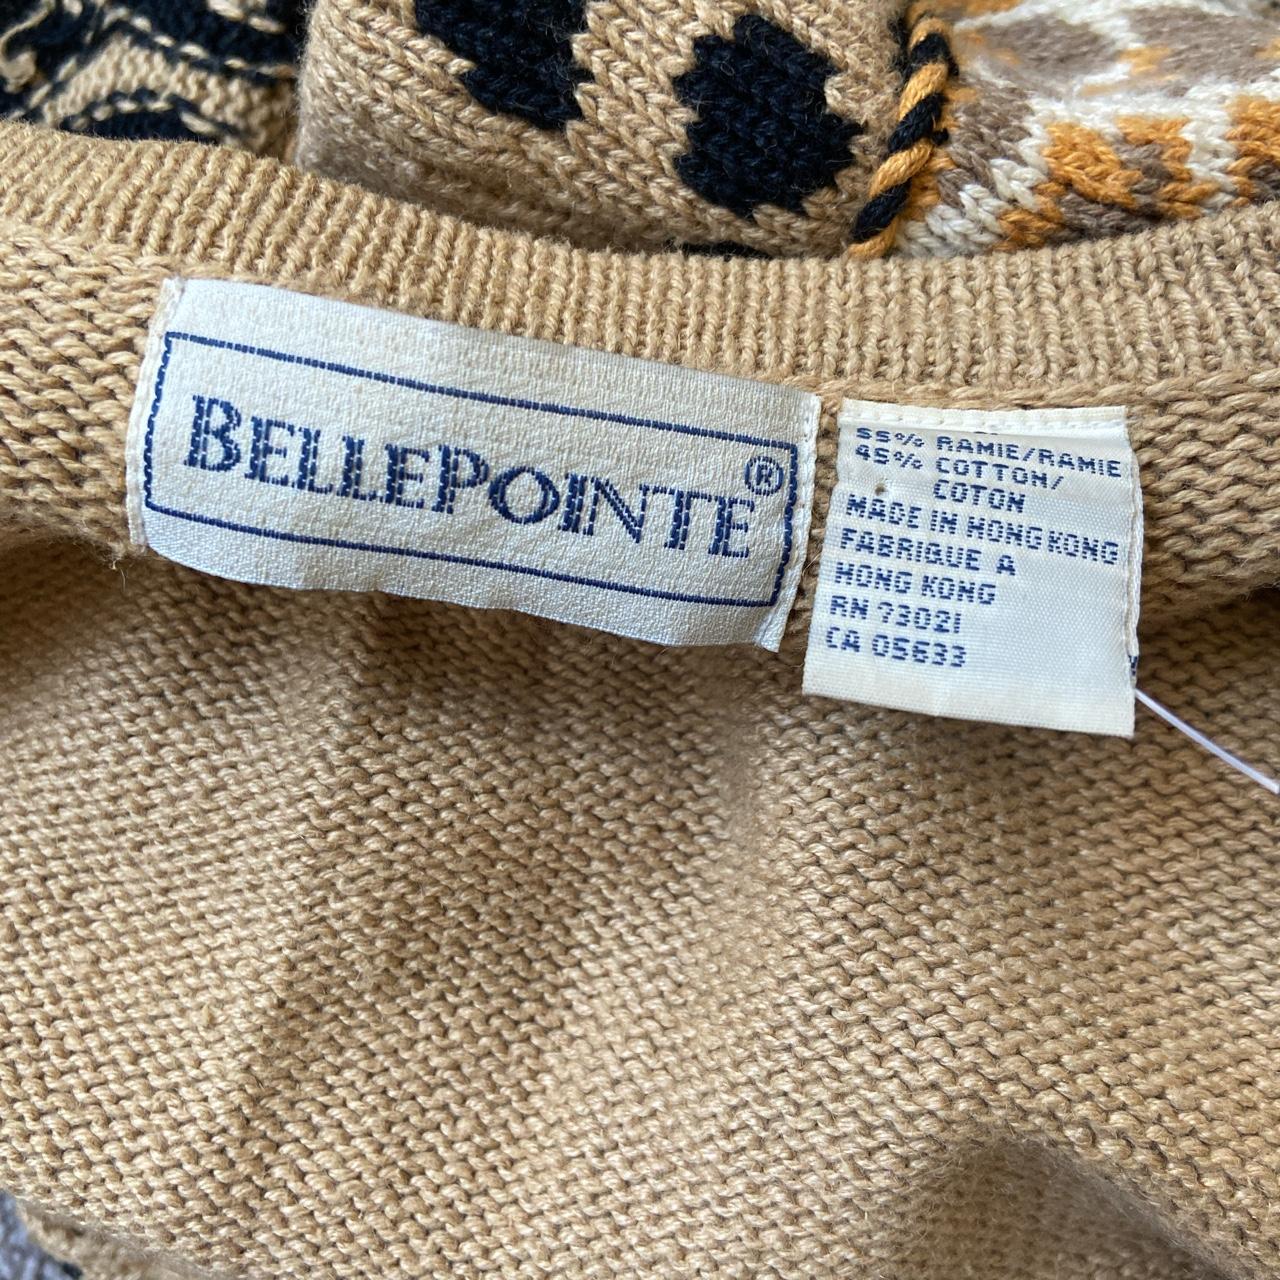 BELLEPOINTE®
55% RAMIE/RAMIE
45% COTTON/
COTON
MADE IN HONG KONG
FABRIQUE A
HONG KONG
RN 73021
CA 05633